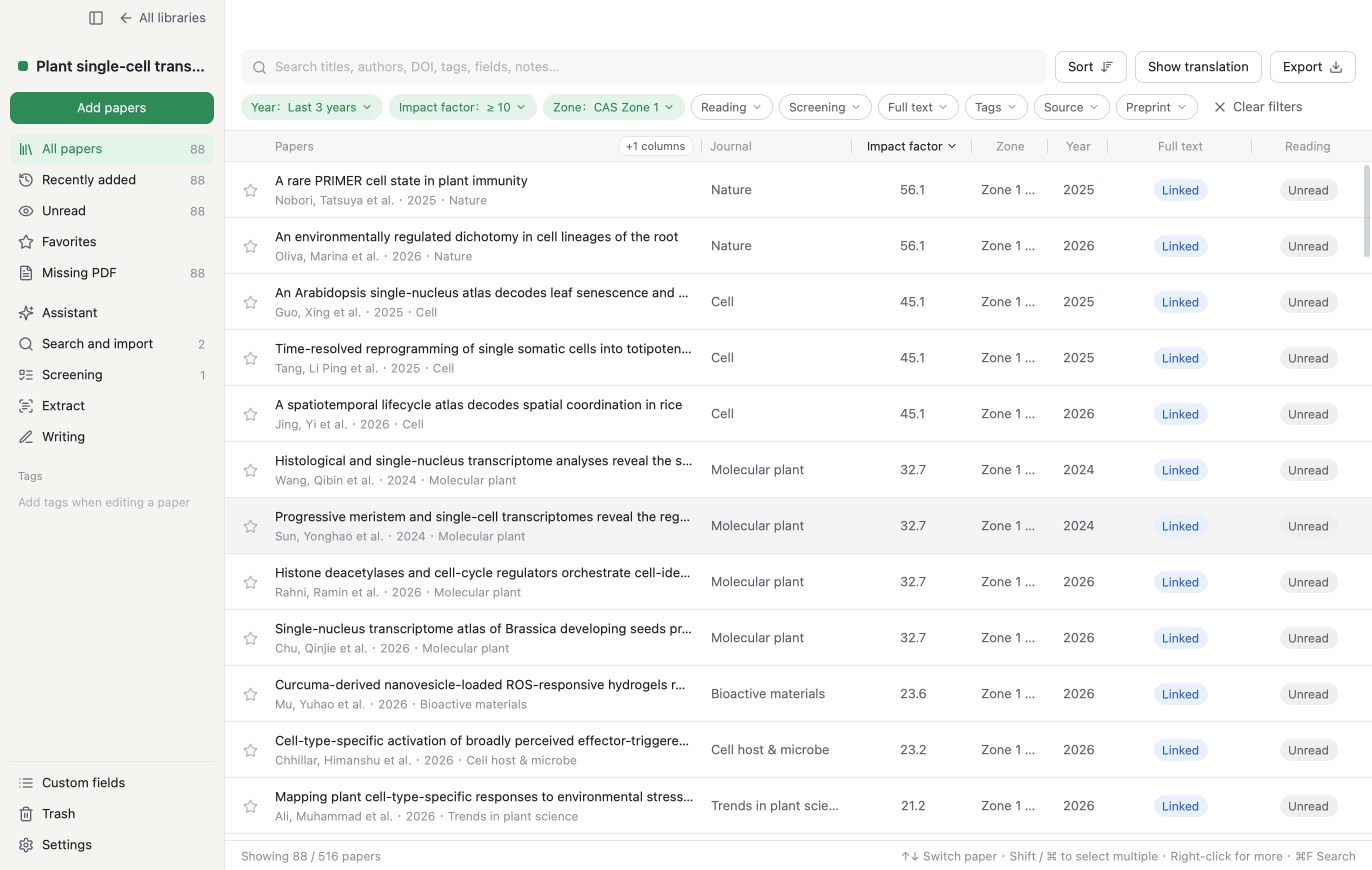 All libraries
Plant single-cell trans...
Add papers
All papers 88
Recently added 88
Unread 88
Favorites
Missing PDF 88
Assistant
Search and import 2
Screening 1
Extract
Writing
Tags
Add tags when editing a paper
Custom fields
Trash
Settings
Search titles, authors, DOI, tags, fields, notes...
Sort
Show translation
Export
Year: Last 3 years
Impact factor: ≥ 10
Zone: CAS Zone 1
Reading
Screening
Full text
Tags
Source
Preprint
Clear filters
Papers +1 columns Journal Impact factor Zone Year Full text Reading
A rare PRIMER cell state in plant immunity
Nobori, Tatsuya et al. · 2025 · Nature
Nature 56.1 Zone 1 ... 2025 Linked Unread
An environmentally regulated dichotomy in cell lineages of the root
Oliva, Marina et al. · 2026 · Nature
Nature 56.1 Zone 1 ... 2026 Linked Unread
An Arabidopsis single-nucleus atlas decodes leaf senescence and ...
Guo, Xing et al. · 2025 · Cell
Cell 45.1 Zone 1 ... 2025 Linked Unread
Time-resolved reprogramming of single somatic cells into totipoten...
Tang, Li Ping et al. · 2025 · Cell
Cell 45.1 Zone 1 ... 2025 Linked Unread
A spatiotemporal lifecycle atlas decodes spatial coordination in rice
Jing, Yi et al. · 2026 · Cell
Cell 45.1 Zone 1 ... 2026 Linked Unread
Histological and single-nucleus transcriptome analyses reveal the s...
Wang, Qibin et al. · 2024 · Molecular plant
Molecular plant 32.7 Zone 1 ... 2024 Linked Unread
Progressive meristem and single-cell transcriptomes reveal the reg...
Sun, Yonghao et al. · 2024 · Molecular plant
Molecular plant 32.7 Zone 1 ... 2024 Linked Unread
Histone deacetylases and cell-cycle regulators orchestrate cell-ide...
Rahni, Ramin et al. · 2026 · Molecular plant
Molecular plant 32.7 Zone 1 ... 2026 Linked Unread
Single-nucleus transcriptome atlas of Brassica developing seeds pr...
Chu, Qinjie et al. · 2026 · Molecular plant
Molecular plant 32.7 Zone 1 ... 2026 Linked Unread
Curcuma-derived nanovesicle-loaded ROS-responsive hydrogels r...
Mu, Yuhao et al. · 2026 · Bioactive materials
Bioactive materials 23.6 Zone 1 ... 2026 Linked Unread
Cell-type-specific activation of broadly perceived effector-triggere...
Chhillar, Himanshu et al. · 2026 · Cell host & microbe
Cell host & microbe 23.2 Zone 1 ... 2026 Linked Unread
Mapping plant cell-type-specific responses to environmental stress...
Ali, Muhammad et al. · 2026 · Trends in plant science
Trends in plant scie... 21.2 Zone 1 ... 2026 Linked Unread
Showing 88 / 516 papers
↑↓ Switch paper · Shift / ⌘ to select multiple · Right-click for more · ⌘F Search